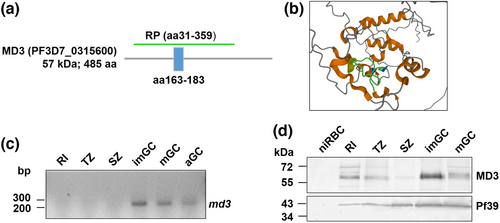 (a)
RP (aa31-359)
MD3 (PF3D7_0315600)
57 kDa; 485 aa
aa163-183
(b)
(c)
RI TZ SZ imGC mGC aGC
bp
300
200
md3
(d)
niRBC RI TZ SZ imGC mGC
kDa
72
55
MD3
43
34
Pf39